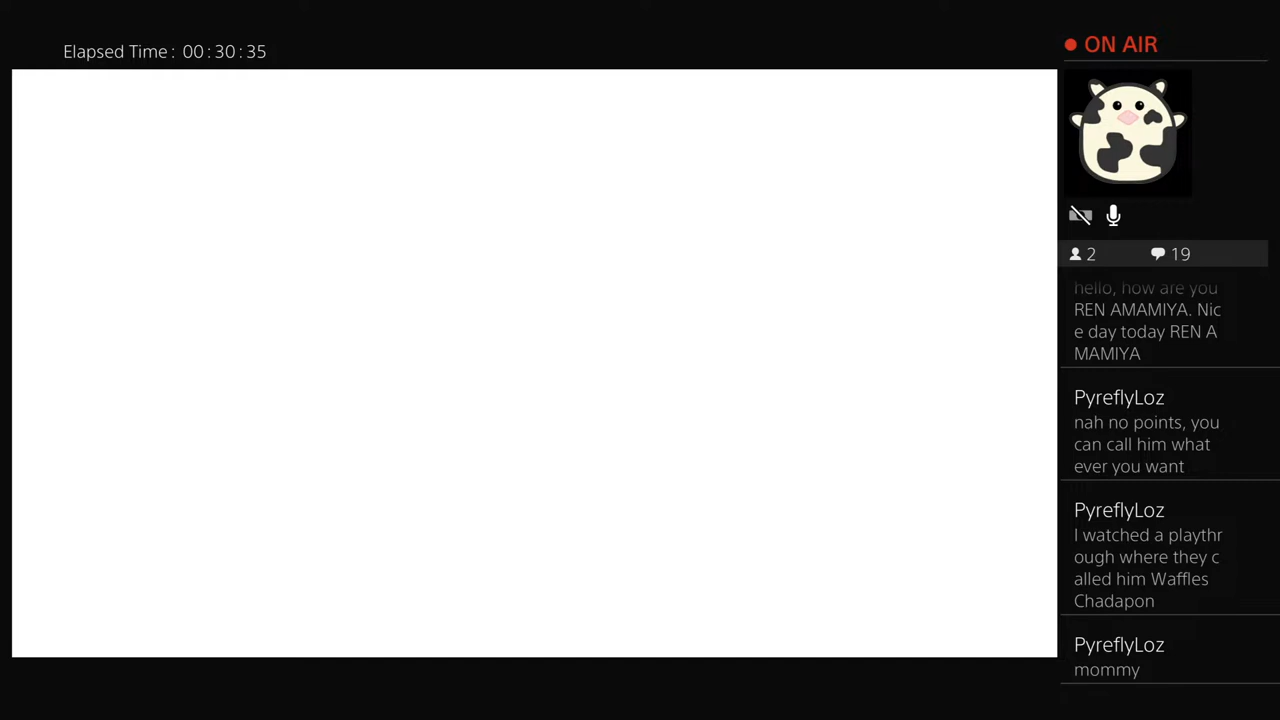 Elapsed Time : 00 : 30 : 35
ON AIR
2 19
hello, how are you
REN AMAMIYA. Nic
e day today REN A
MAMIYA
PyreflyLoz
nah no points, you
can call him what
ever you want
PyreflyLoz
I watched a playthr
ough where they c
alled him Waffles
Chadapon
PyreflyLoz
mommy